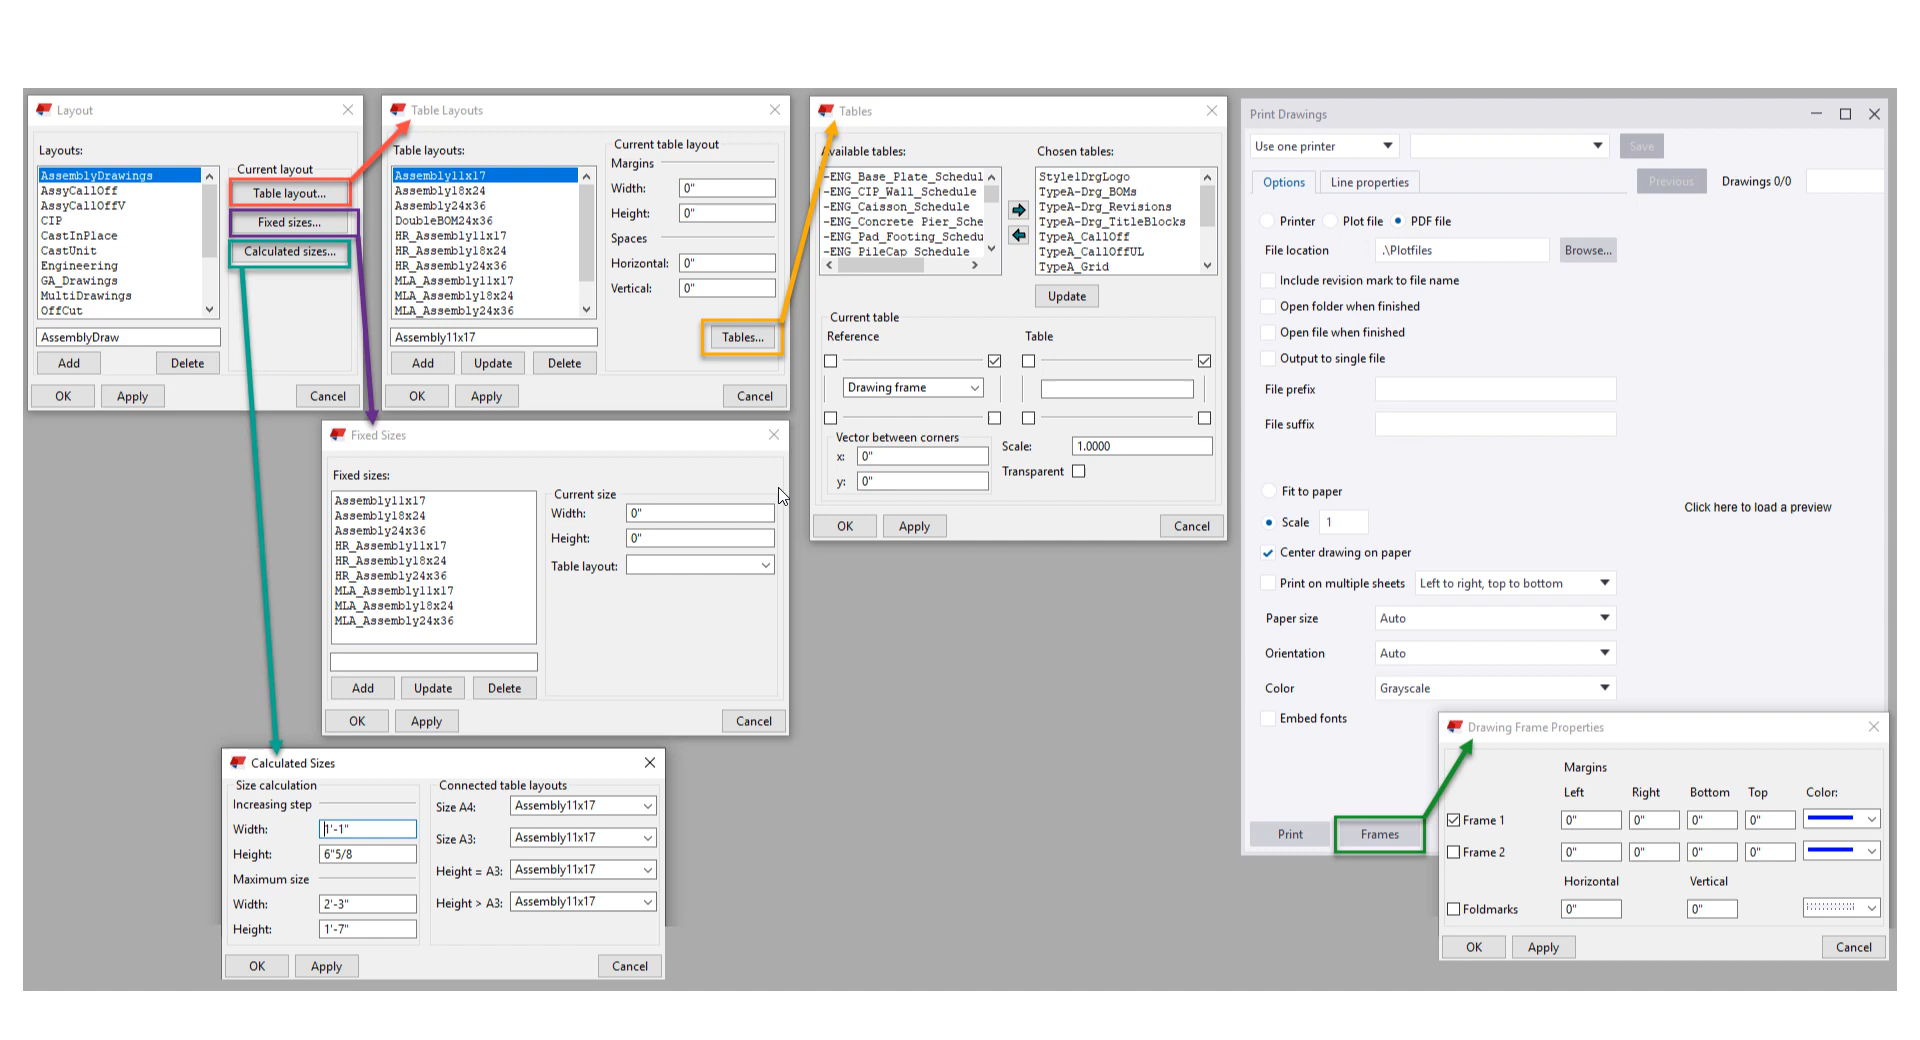 Layout
Layouts:
AssemblyDrawings
AssyCallOff
AssyCallOffV
CIP
CastInPlace
CastUnit
Engineering
GA_Drawings
MultiDrawings
OffCut
AssemblyDraw
Add
Delete
OK
Apply
Cancel
Current layout
Table layout...
Fixed sizes...
Calculated sizes...
Table Layouts
Table layouts:
Assembly11x17
Assembly18x24
Assembly24x36
DoubleBOM24x36
HR_Assembly11x17
HR_Assembly18x24
HR_Assembly24x36
MLA_Assembly11x17
MLA_Assembly18x24
MLA_Assembly24x36
Assembly11x17
Add
Update
Delete
OK
Apply
Cancel
Current table layout
Margins
Width: 0"
Height: 0"
Spaces
Horizontal: 0"
Vertical: 0"
Tables...
Tables
Available tables:
-ENG_Base_Plate_Schedul
-ENG_CIP_Wall_Schedule
-ENG_Caisson_Schedule
-ENG_Concrete Pier_Sche
-ENG_Pad_Footing_Schedu
-ENG_PileCap_Schedule
Chosen tables:
Style1DrgLogo
TypeA-Drg_BOMs
TypeA-Drg_Revisions
TypeA-Drg_TitleBlocks
TypeA_CallOff
TypeA_CallOffUL
TypeA_Grid
Update
Current table
Reference
Table
Drawing frame
Vector between corners
x: 0"
y: 0"
Scale: 1.0000
Transparent
OK
Apply
Cancel
Fixed Sizes
Fixed sizes:
Assembly11x17
Assembly18x24
Assembly24x36
HR_Assembly11x17
HR_Assembly18x24
HR_Assembly24x36
MLA_Assembly11x17
MLA_Assembly18x24
MLA_Assembly24x36
Add
Update
Delete
OK
Apply
Cancel
Current size
Width: 0"
Height: 0"
Table layout:
Calculated Sizes
Size calculation
Increasing step
Width: 1'-1"
Height: 6"5/8
Maximum size
Width: 2'-3"
Height: 1'-7"
Connected table layouts
Size A4: Assembly11x17
Size A3: Assembly11x17
Height = A3: Assembly11x17
Height > A3: Assembly11x17
OK
Apply
Cancel
Print Drawings
Use one printer
Save
Options
Line properties
Previous
Drawings 0/0
Printer
Plot file
PDF file
File location .\Plotfiles Browse...
Include revision mark to file name
Open folder when finished
Open file when finished
Output to single file
File prefix
File suffix
Fit to paper
Scale 1
Click here to load a preview
Center drawing on paper
Print on multiple sheets Left to right, top to bottom
Paper size Auto
Orientation Auto
Color Grayscale
Embed fonts
Print
Frames
Drawing Frame Properties
Margins
Left Right Bottom Top Color:
Frame 1 0" 0" 0" 0"
Frame 2 0" 0" 0" 0"
Horizontal Vertical
Foldmarks 0" 0"
OK
Apply
Cancel